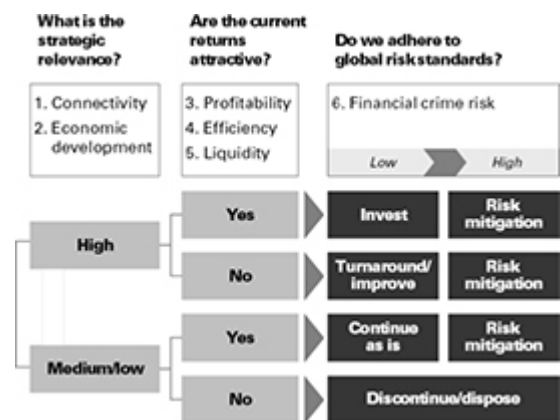 What is the
strategic
relevance?
Are the current
returns
attractive?
Do we adhere to
global risk standards?
1. Connectivity
2. Economic
development
3. Profitability
4. Efficiency
5. Liquidity
6. Financial crime risk
Low
High
High
Yes
Invest
Risk
mitigation
No
Turnaround/
improve
Risk
mitigation
Medium/low
Yes
Continue
as is
Risk
mitigation
No
Discontinue/dispose